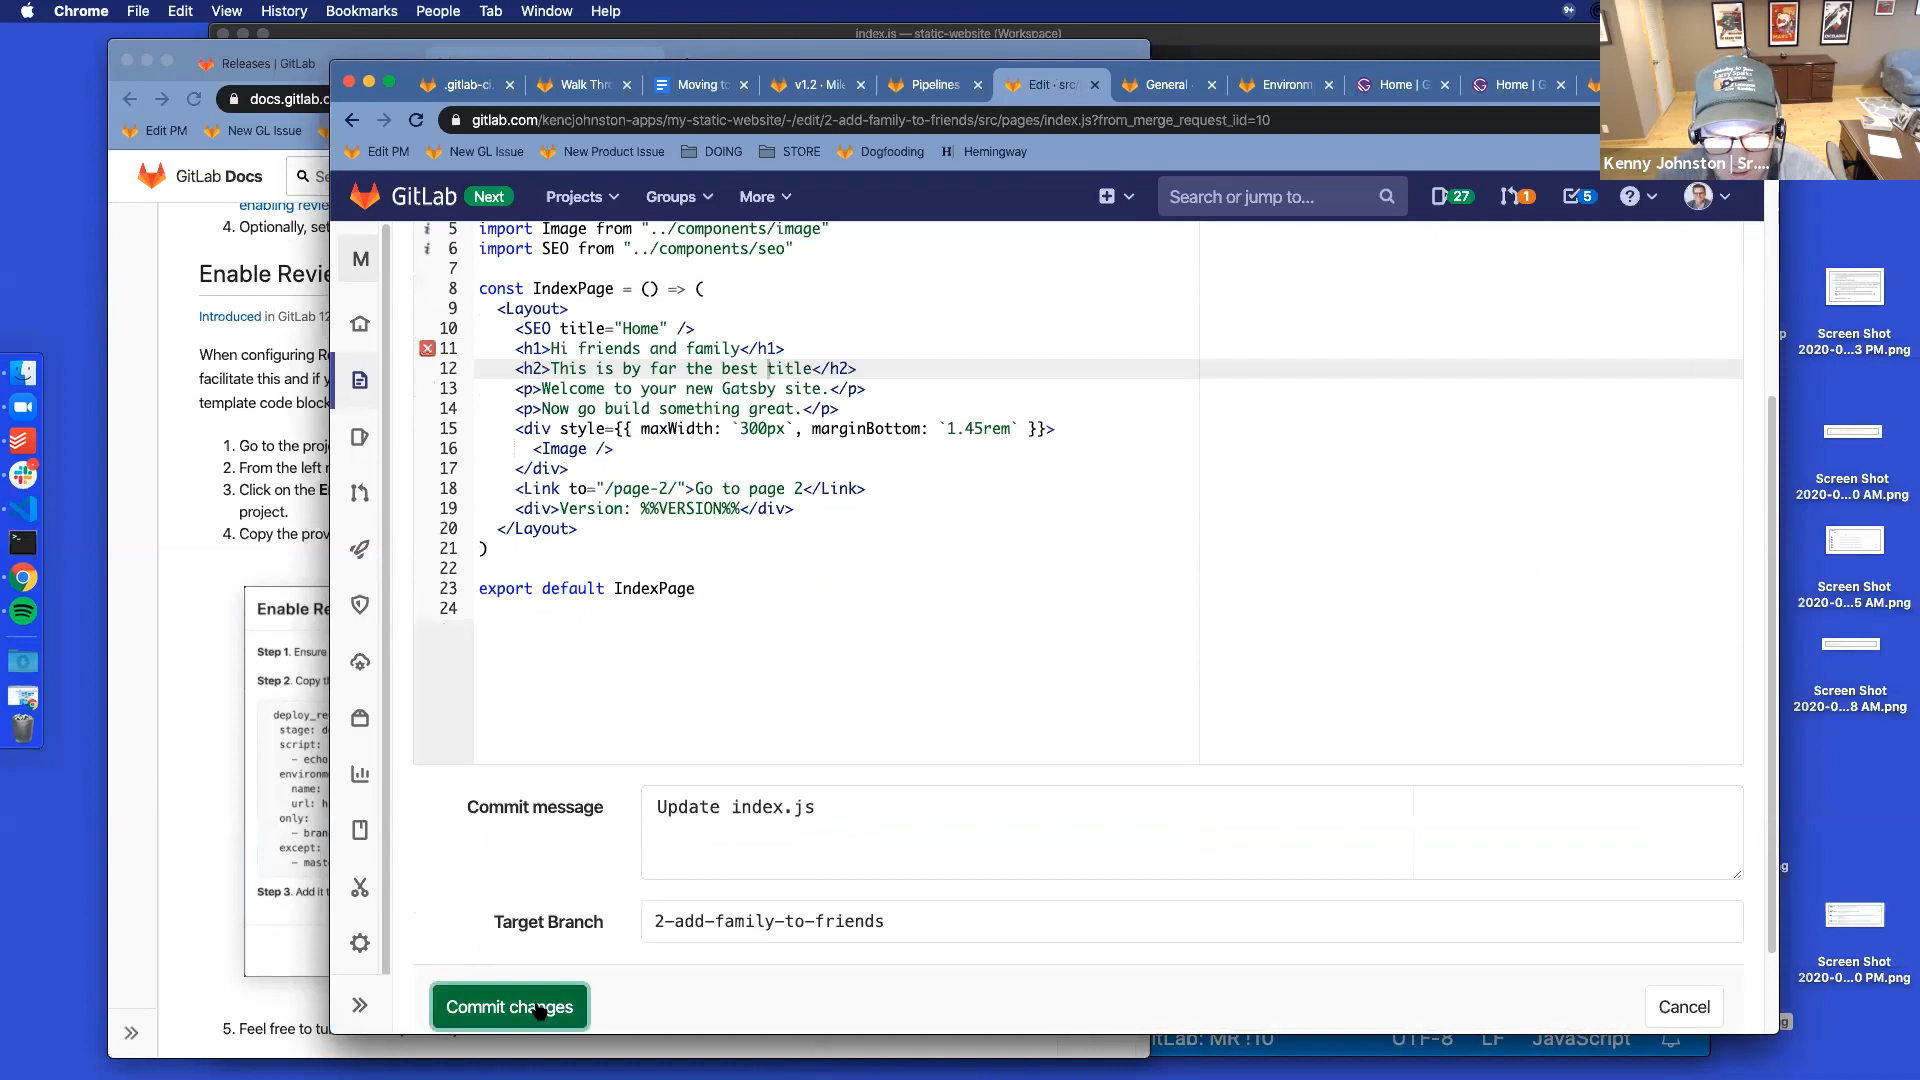 Chrome File Edit View History Bookmarks People Tab Window Help
9+
index.js — static-website (Workspace)
Releases | GitLab
docs.gitlab.c
Edit PM New GL Issue
GitLab Docs
Se
enabling revie
4. Optionally, set
Enable Revie
Introduced in GitLab 12
When configuring Re
facilitate this and if y
template code block
1. Go to the proje
2. From the left n
3. Click on the E
project.
4. Copy the prov
Enable Re
Step 1. Ensure
Step 2. Copy th
deploy_re
stage: de
script:
- echo
environme
name:
url: h
only:
- bran
except:
- mast
Step 3. Add it t
5. Feel free to tu
.gitlab-ci. Walk Thro Moving to v1.2 · Mile Pipelines Edit · src/ General Environm Home | G Home | G
gitlab.com/kencjohnston-apps/my-static-website/-/edit/2-add-family-to-friends/src/pages/index.js?from_merge_request_iid=10
Edit PM New GL Issue New Product Issue DOING STORE Dogfooding Hemingway
GitLab Next Projects Groups More Search or jump to... 27 1 5
M
5 import Image from "../components/image"
6 import SEO from "../components/seo"
7
8 const IndexPage = () => (
9 <Layout>
10 <SEO title="Home" />
11 <h1>Hi friends and family</h1>
12 <h2>This is by far the best title</h2>
13 <p>Welcome to your new Gatsby site.</p>
14 <p>Now go build something great.</p>
15 <div style={{ maxWidth: `300px`, marginBottom: `1.45rem` }}>
16 <Image />
17 </div>
18 <Link to="/page-2/">Go to page 2</Link>
19 <div>Version: %%VERSION%%</div>
20 </Layout>
21 )
22
23 export default IndexPage
24
Commit message
Update index.js
Target Branch
2-add-family-to-friends
Commit changes
Cancel
itLab: MR !10 UTF-8 LF JavaScript
Kenny Johnston | Sr....
Screen Shot
2020-0...3 PM.png
Screen Shot
2020-0...0 AM.png
Screen Shot
2020-0...5 AM.png
Screen Shot
2020-0...8 AM.png
Screen Shot
2020-0...0 PM.png